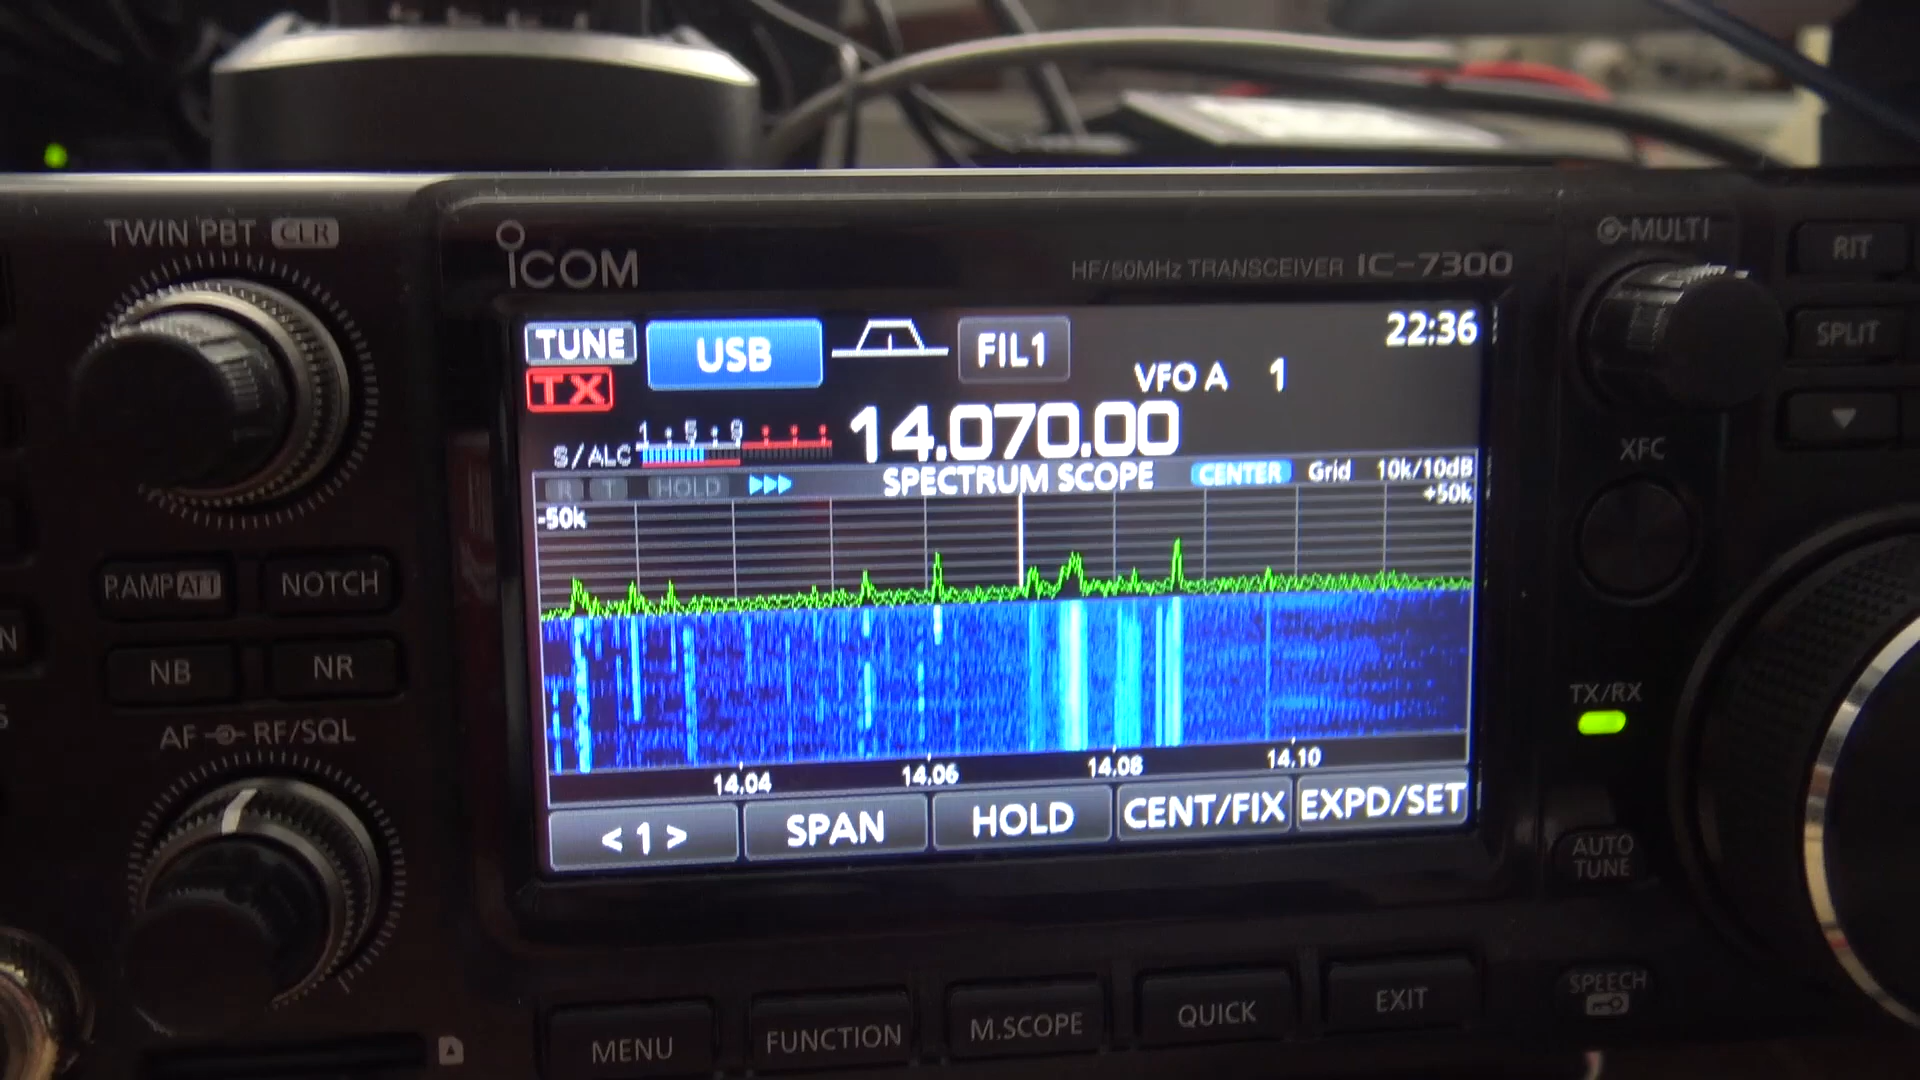 TWIN PBT CLR
ICOM
HF/50MHz TRANSCEIVER IC-7300
MULTI
RIT
TUNE
USB
FIL1
22:36
SPLIT
TX
VFO A 1
14.070.00
1 5 9
S/ALC
SPECTRUM SCOPE CENTER Grid 10k/10dB
R T HOLD
-50k
+50k
XFC
P.AMP ATT
NOTCH
NB
NR
TX/RX
AF RF/SQL
14.04 14.06 14.08 14.10
< 1 > SPAN HOLD CENT/FIX EXPD/SET
AUTO
TUNE
SPEECH
MENU FUNCTION M.SCOPE QUICK EXIT